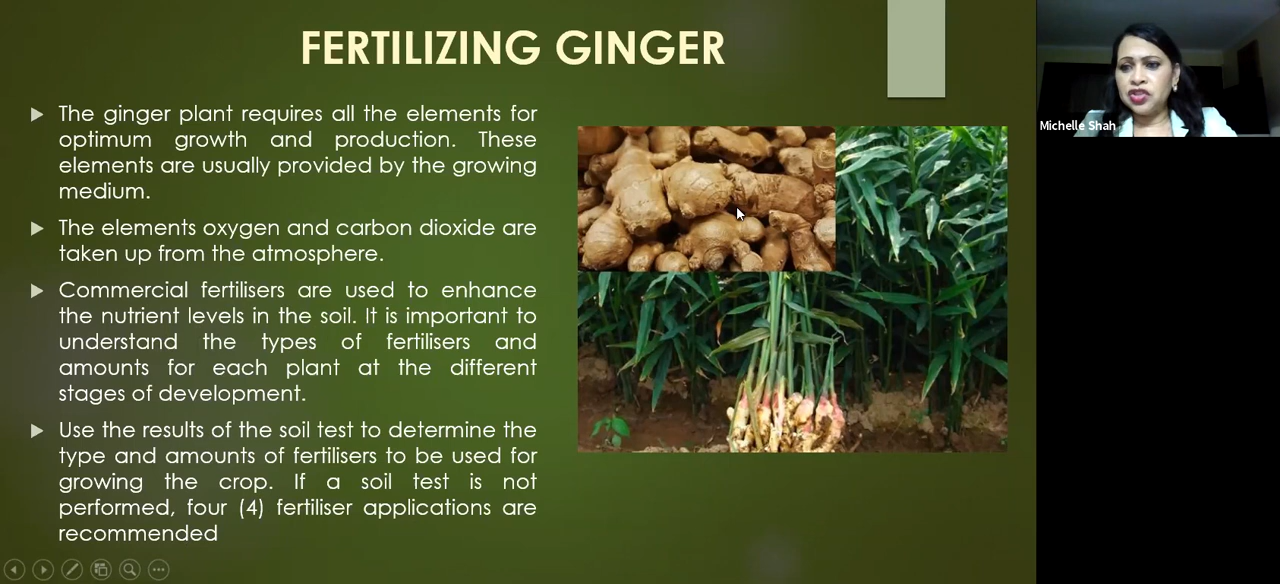 FERTILIZING GINGER
The ginger plant requires all the elements for
optimum growth and production. These
elements are usually provided by the growing
medium.
The elements oxygen and carbon dioxide are
taken up from the atmosphere.
Commercial fertilisers are used to enhance
the nutrient levels in the soil. It is important to
understand the types of fertilisers and
amounts for each plant at the different
stages of development.
Use the results of the soil test to determine the
type and amounts of fertilisers to be used for
growing the crop. If a soil test is not
performed, four (4) fertiliser applications are
recommended
Michelle Shah